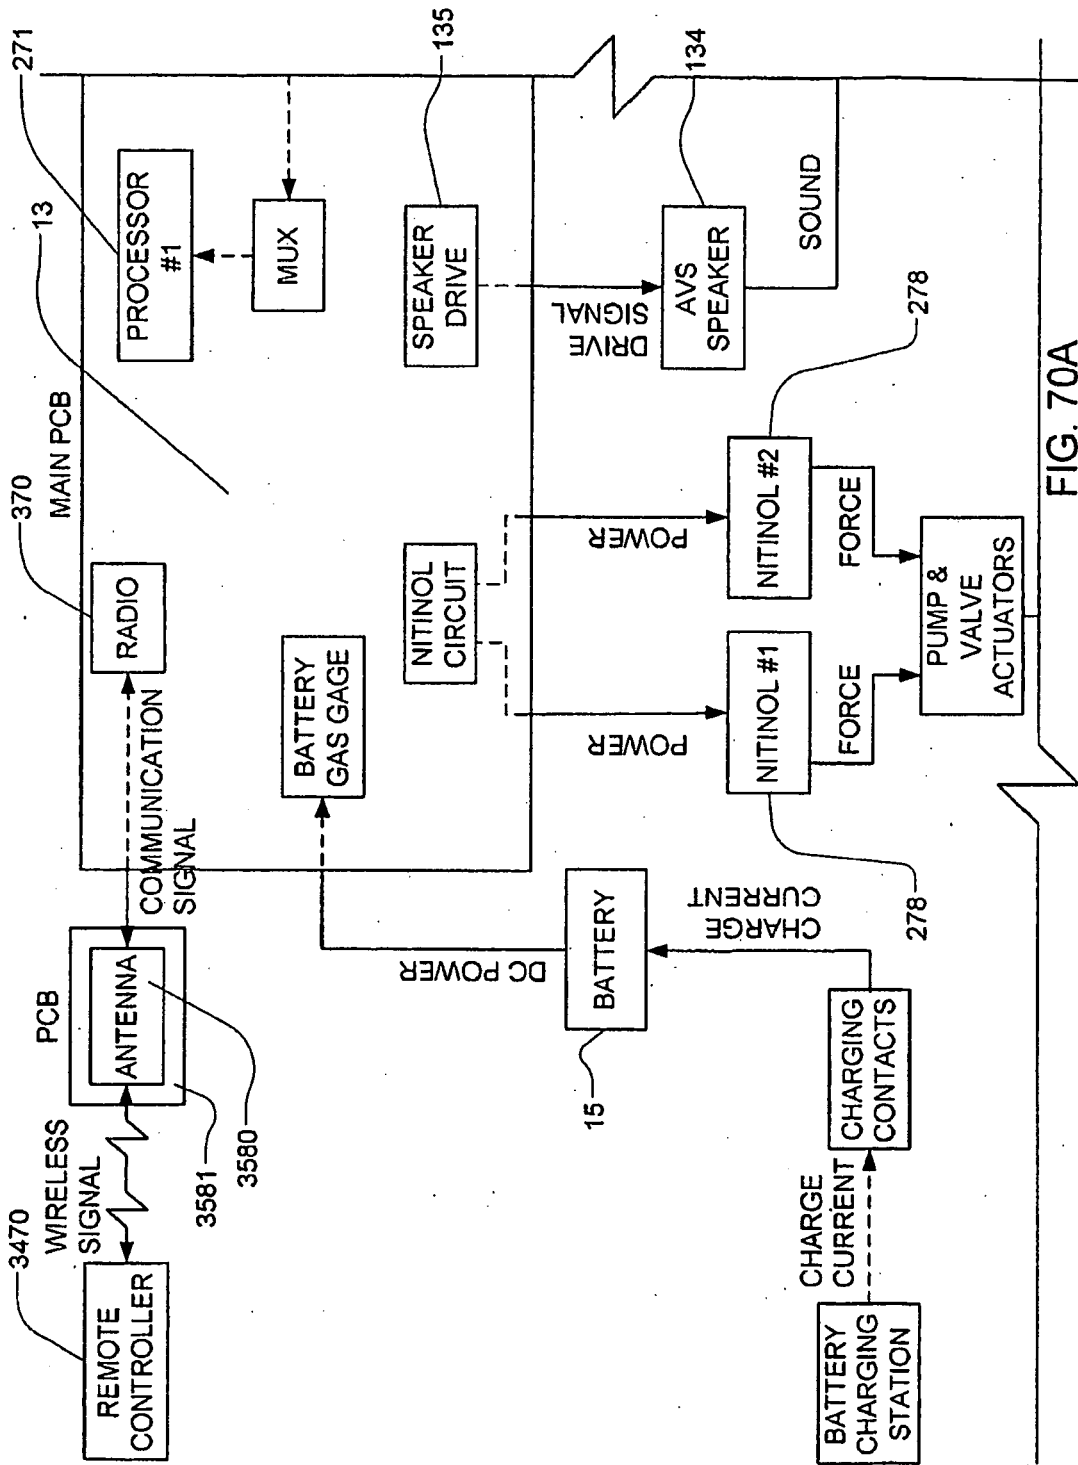 3470
REMOTE
CONTROLLER
WIRELESS
SIGNAL
3581
3580
PCB
ANTENNA
COMMUNICATION
SIGNAL
370
RADIO
MAIN PCB
13
271
PROCESSOR
#1
MUX
BATTERY
GAS GAGE
NITINOL
CIRCUIT
SPEAKER
DRIVE
135
DC POWER
POWER
POWER
DRIVE
SIGNAL
15
BATTERY
CHARGE
CURRENT
NITINOL #1
278
NITINOL #2
278
AVS
SPEAKER
134
SOUND
FORCE
FORCE
BATTERY
CHARGING
STATION
CHARGE
CURRENT
CHARGING
CONTACTS
PUMP &
VALVE
ACTUATORS
FIG. 70A